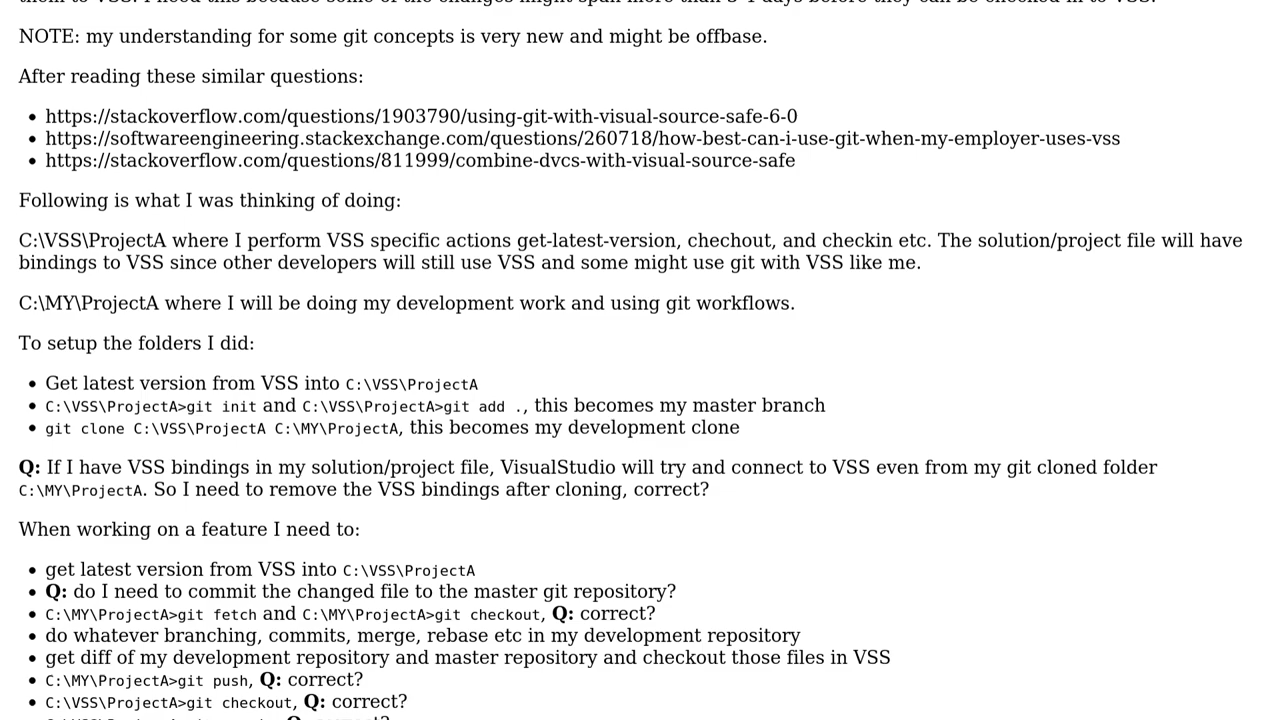 NOTE: my understanding for some git concepts is very new and might be offbase.
After reading these similar questions:
https://stackoverflow.com/questions/1903790/using-git-with-visual-source-safe-6-0
https://softwareengineering.stackexchange.com/questions/260718/how-best-can-i-use-git-when-my-employer-uses-vss
https://stackoverflow.com/questions/811999/combine-dvcs-with-visual-source-safe
Following is what I was thinking of doing:
C:\VSS\ProjectA where I perform VSS specific actions get-latest-version, chechout, and checkin etc. The solution/project file will have
bindings to VSS since other developers will still use VSS and some might use git with VSS like me.
C:\MY\ProjectA where I will be doing my development work and using git workflows.
To setup the folders I did:
Get latest version from VSS into C:\VSS\ProjectA
C:\VSS\ProjectA>git init and C:\VSS\ProjectA>git add ., this becomes my master branch
git clone C:\VSS\ProjectA C:\MY\ProjectA, this becomes my development clone
Q: If I have VSS bindings in my solution/project file, VisualStudio will try and connect to VSS even from my git cloned folder
C:\MY\ProjectA. So I need to remove the VSS bindings after cloning, correct?
When working on a feature I need to:
get latest version from VSS into C:\VSS\ProjectA
Q: do I need to commit the changed file to the master git repository?
C:\MY\ProjectA>git fetch and C:\MY\ProjectA>git checkout, Q: correct?
do whatever branching, commits, merge, rebase etc in my development repository
get diff of my development repository and master repository and checkout those files in VSS
C:\MY\ProjectA>git push, Q: correct?
C:\VSS\ProjectA>git checkout, Q: correct?